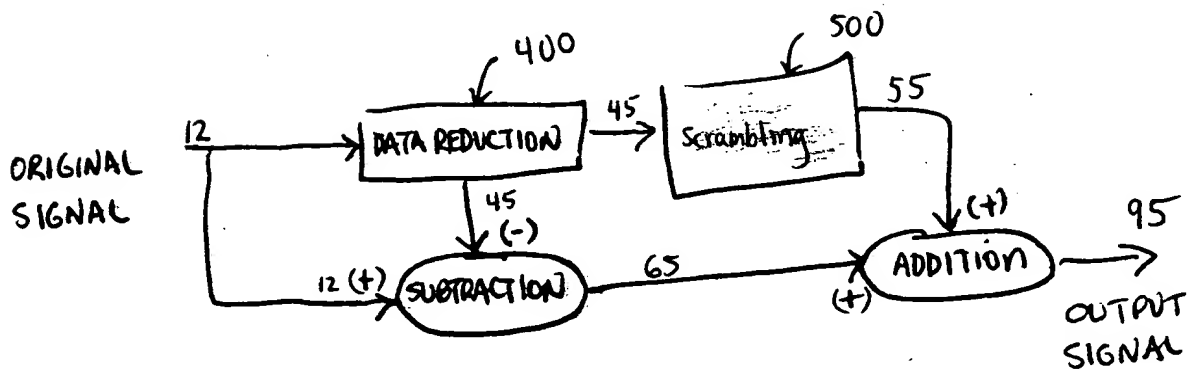 400
500
12
DATA REDUCTION
45
Scrambling
55
ORIGINAL
SIGNAL
45
(-)
(+)
95
12 (+)
SUBTRACTION
65
(+)
ADDITION
OUTPUT
SIGNAL